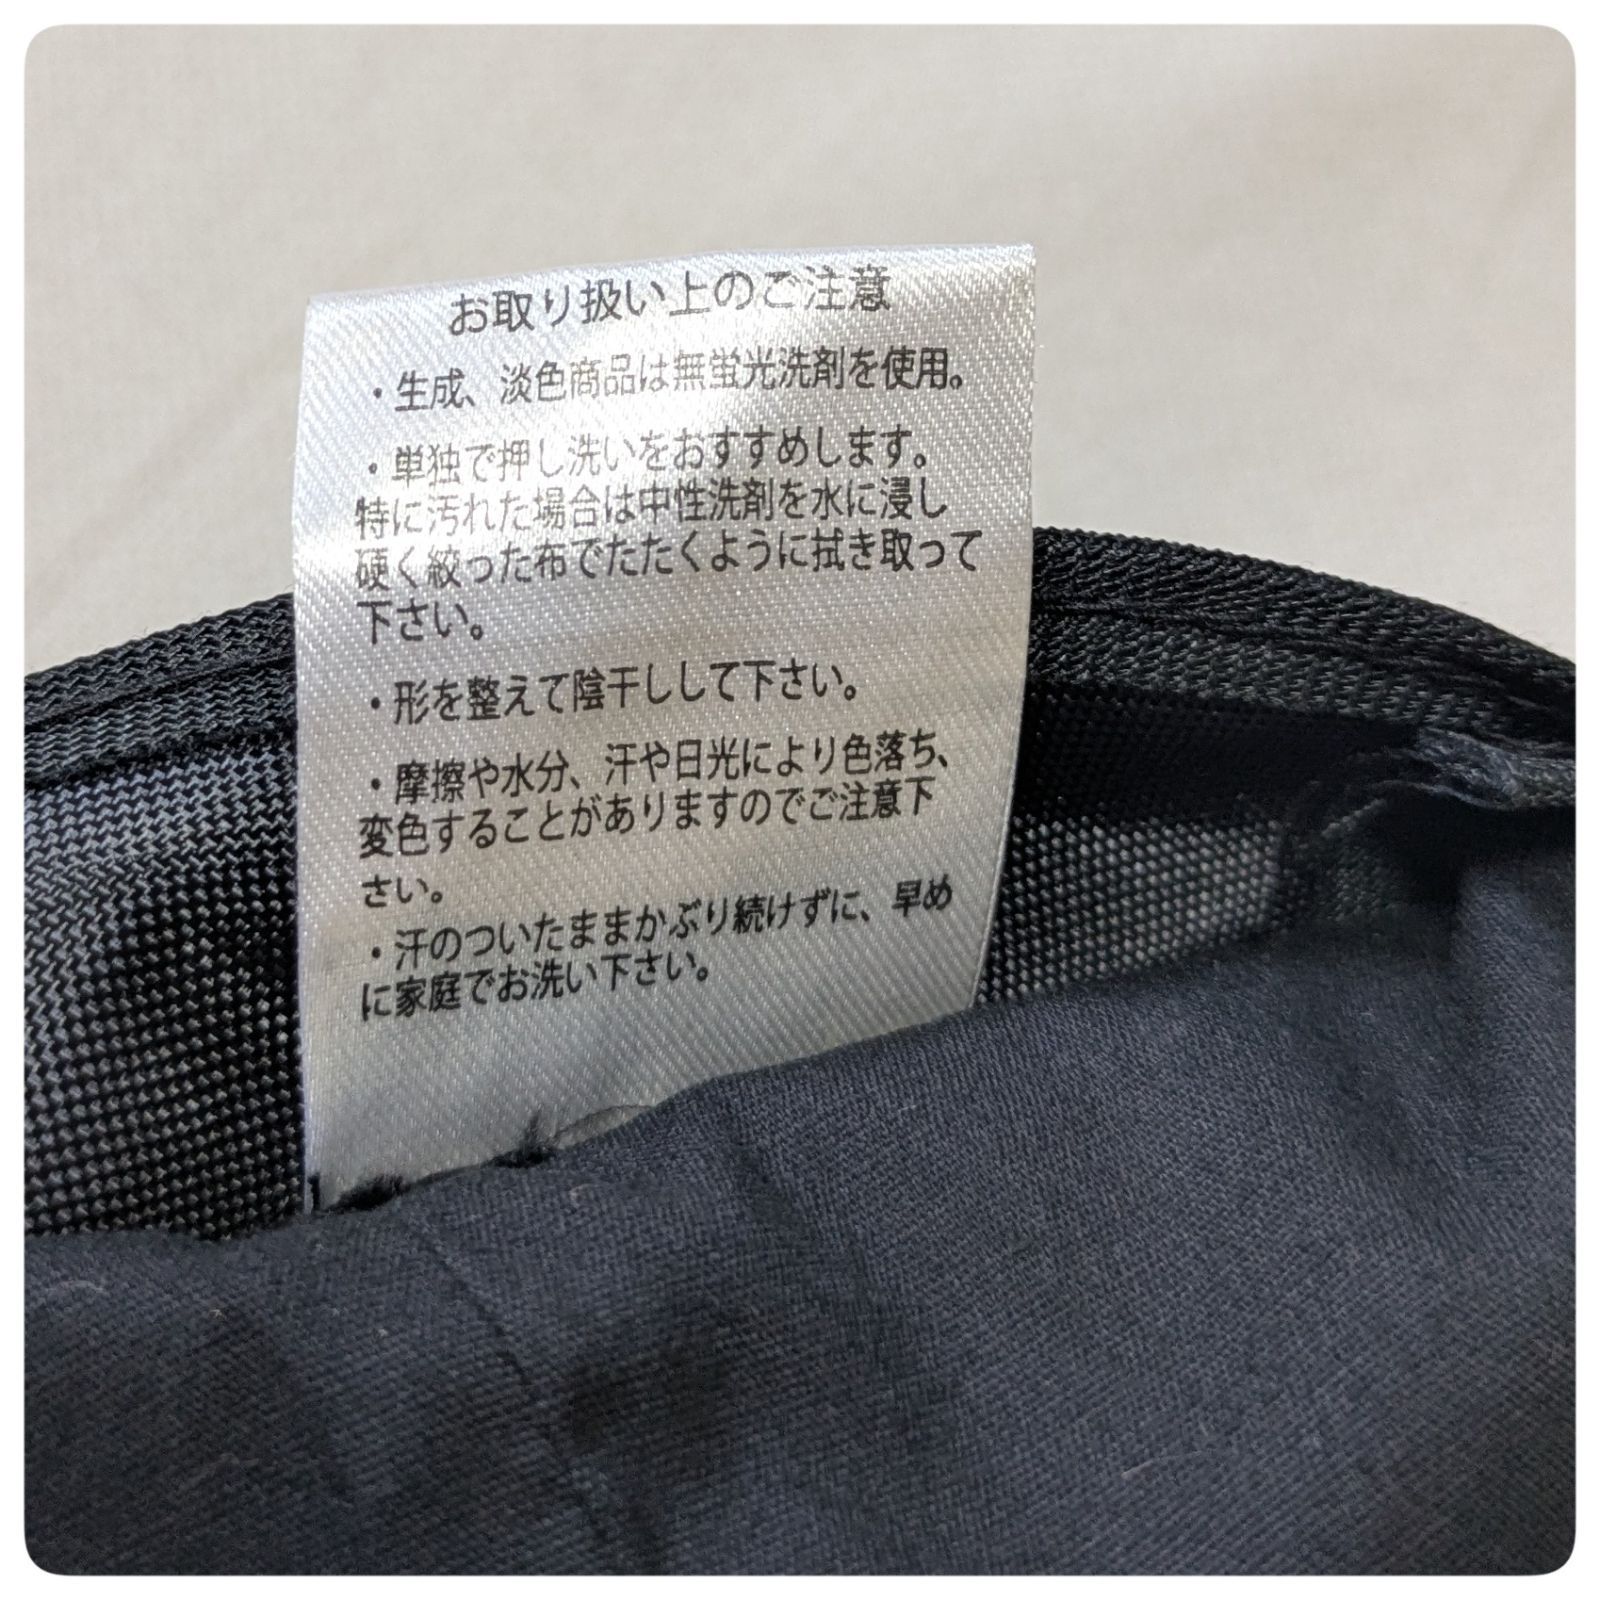 お取り扱い上のご注意
・生成、淡色商品は無蛍光洗剤を使用。
・単独で押し洗いをおすすめします。
特に汚れた場合は中性洗剤を水に浸し
硬く絞った布でたたくように拭き取って
下さい。
・形を整えて陰干しして下さい。
・摩擦や水分、汗や日光により色落ち、
変色することがありますのでご注意下
さい。
・汗のついたままかぶり続けずに、早め
に家庭でお洗い下さい。